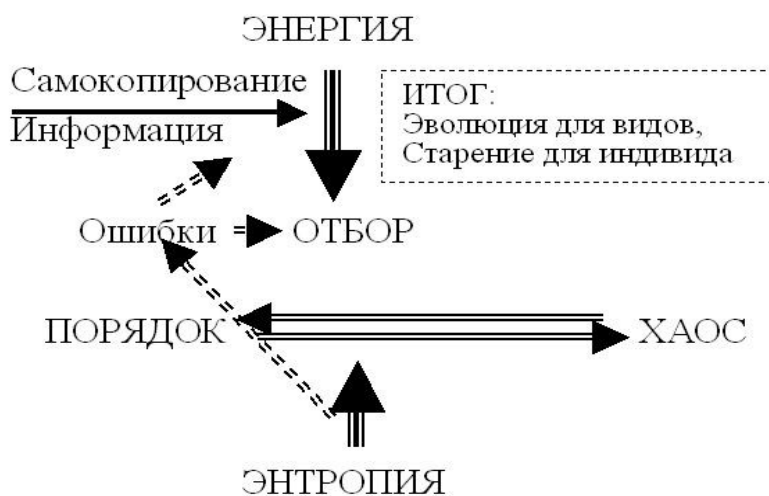 ЭНЕРГИЯ
Самокопирование
Информация
ИТОГ:
Эволюция для видов,
Старение для индивида
Ошибки
ОТБОР
ПОРЯДОК
ХАОС
ЭНТРОПИЯ